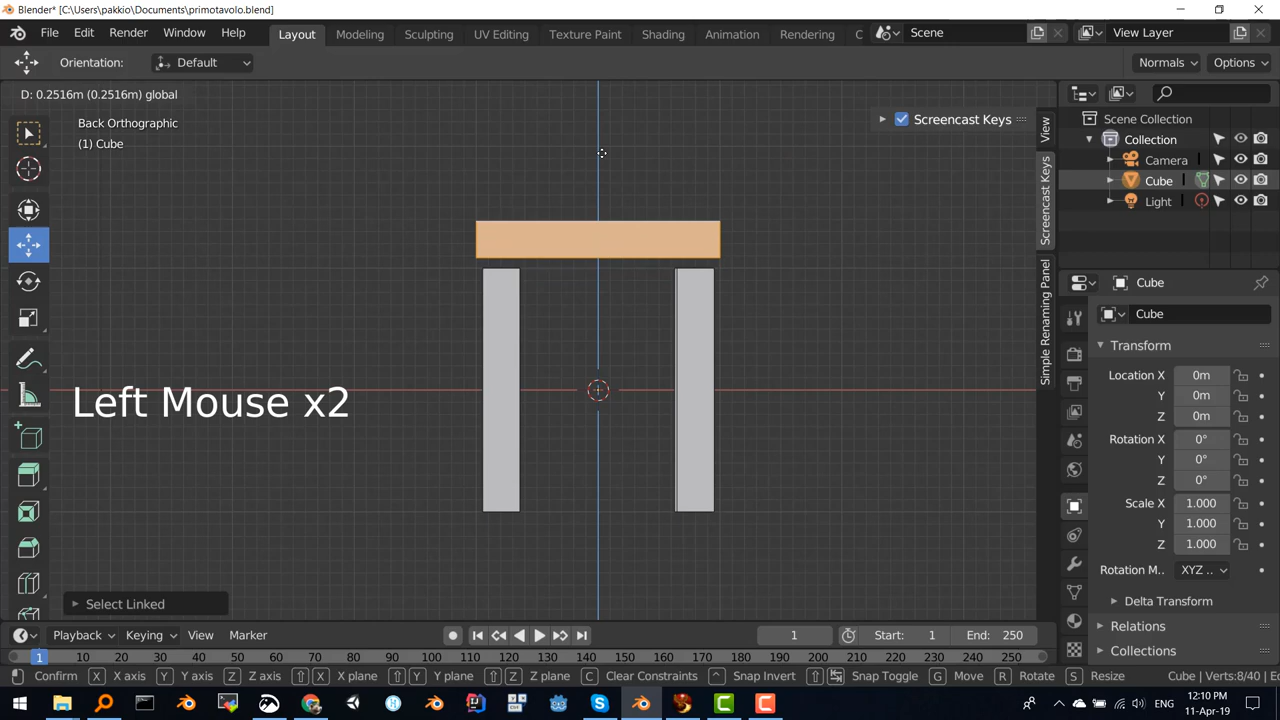 Blender* [C:\Users\pakkio\Documents\primotavolo.blend]
File Edit Render Window Help Layout Modeling Sculpting UV Editing Texture Paint Shading Animation Rendering C Scene View Layer
Orientation: Default Normals Options
D: 0.2516m (0.2516m) global
Back Orthographic
(1) Cube
Screencast Keys
View
Screencast Keys
Simple Renaming Panel
Scene Collection
Collection
Camera
Cube
Light
Cube
Cube
Transform
Location X 0m
Y 0m
Z 0m
Rotation X 0°
Y 0°
Z 0°
Scale X 1.000
Y 1.000
Z 1.000
Rotation M.. XYZ ..
Delta Transform
Relations
Collections
Left Mouse x2
Select Linked
Playback Keying View Marker 1 Start: 1 End: 250
1 10 20 30 40 50 60 70 80 90 100 110 120 130 140 150 160 170 180 190 200 210 220 230 240 250
Confirm X X axis Y Y axis Z Z axis X X plane Y Y plane Z Z plane C Clear Constraints Snap Invert Snap Toggle G Move R Rotate S Resize Cube | Verts:8/40 | E
ENG 12:10 PM 11-Apr-19